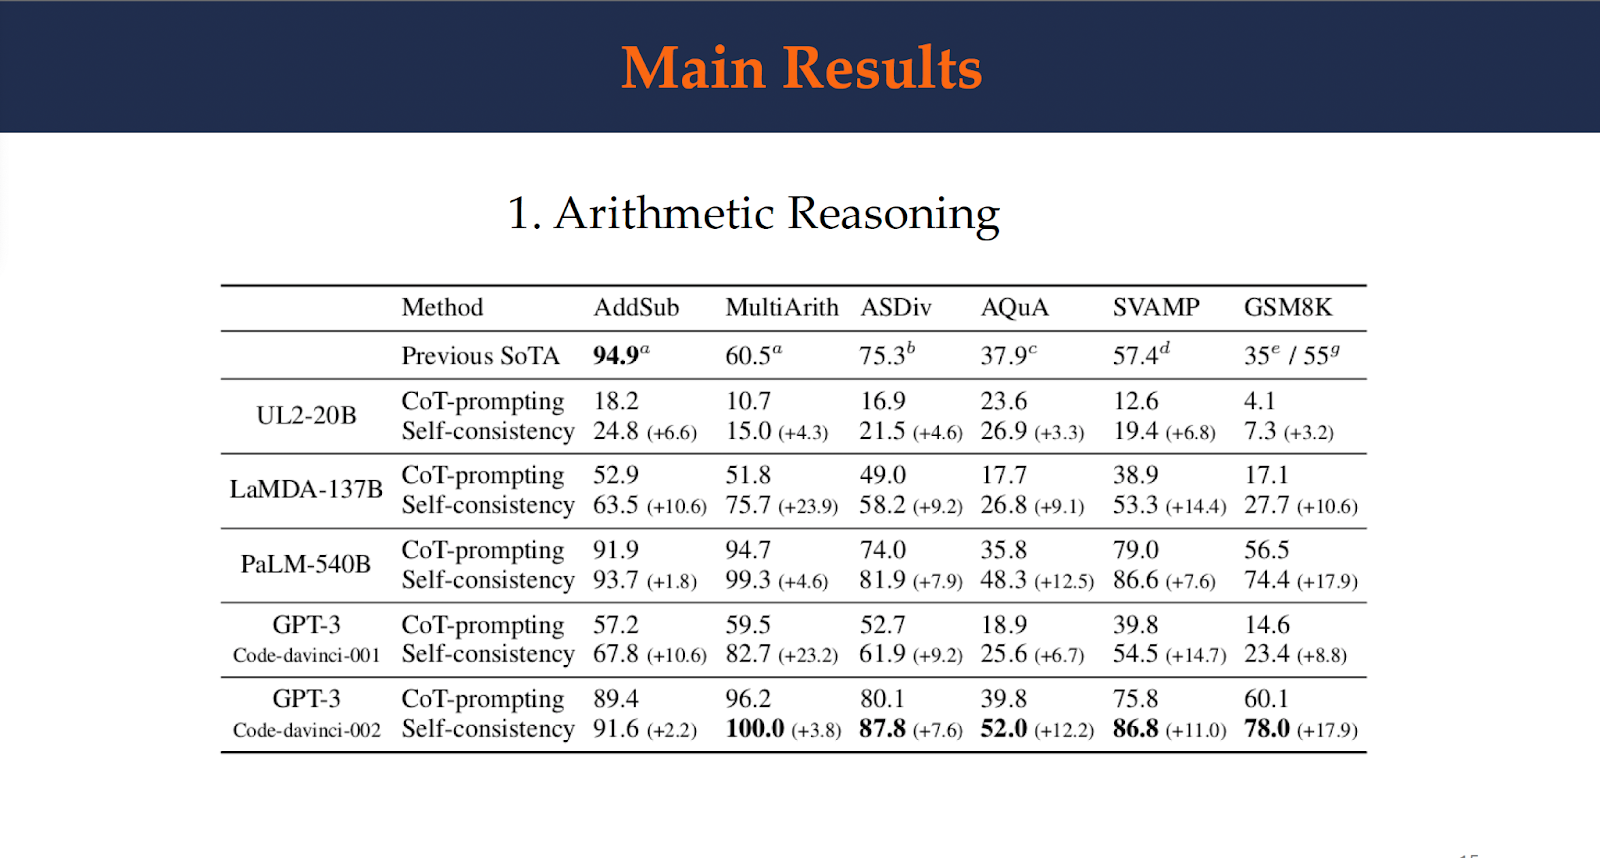 Main Results
1. Arithmetic Reasoning
Method AddSub MultiArith ASDiv AQuA SVAMP GSM8K
Previous SoTA 94.9ᵃ 60.5ᵃ 75.3ᵇ 37.9ᶜ 57.4ᵈ 35ᵉ / 55ᵍ
UL2-20B
CoT-prompting 18.2 10.7 16.9 23.6 12.6 4.1
Self-consistency 24.8 (+6.6) 15.0 (+4.3) 21.5 (+4.6) 26.9 (+3.3) 19.4 (+6.8) 7.3 (+3.2)
LaMDA-137B
CoT-prompting 52.9 51.8 49.0 17.7 38.9 17.1
Self-consistency 63.5 (+10.6) 75.7 (+23.9) 58.2 (+9.2) 26.8 (+9.1) 53.3 (+14.4) 27.7 (+10.6)
PaLM-540B
CoT-prompting 91.9 94.7 74.0 35.8 79.0 56.5
Self-consistency 93.7 (+1.8) 99.3 (+4.6) 81.9 (+7.9) 48.3 (+12.5) 86.6 (+7.6) 74.4 (+17.9)
GPT-3 CoT-prompting 57.2 59.5 52.7 18.9 39.8 14.6
Code-davinci-001 Self-consistency 67.8 (+10.6) 82.7 (+23.2) 61.9 (+9.2) 25.6 (+6.7) 54.5 (+14.7) 23.4 (+8.8)
GPT-3 CoT-prompting 89.4 96.2 80.1 39.8 75.8 60.1
Code-davinci-002 Self-consistency 91.6 (+2.2) 100.0 (+3.8) 87.8 (+7.6) 52.0 (+12.2) 86.8 (+11.0) 78.0 (+17.9)